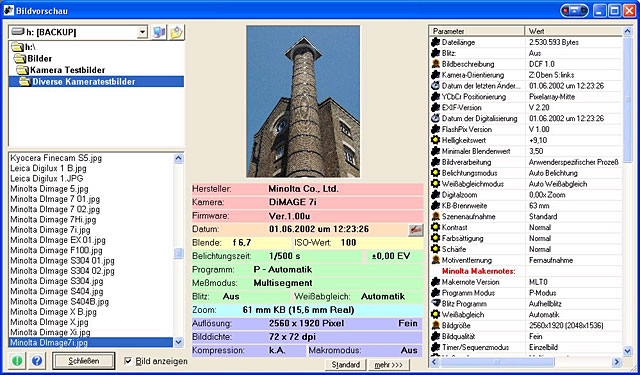 Bildvorschau
h: [BACKUP]
h:\
Bilder
Kamera Testbilder
Diverse Kameratestbilder
Kyocera Finecam S5.jpg
Leica Digilux 1 B.jpg
Leica Digilux 1.JPG
Minolta DImage 5.jpg
Minolta DImage 7 01.jpg
Minolta DImage 7 02.jpg
Minolta DImage 7Hi.jpg
Minolta DImage 7i.jpg
Minolta DImage EX 01.jpg
Minolta DImage F100.jpg
Minolta DImage S304 01.jpg
Minolta DImage S304 02.jpg
Minolta DImage S304.jpg
Minolta DImage S404.jpg
Minolta DImage S404B.jpg
Minolta DImage X B.jpg
Minolta DImage X.jpg
Minolta DImage Xi.jpg
Minolta DImage Xt.jpg
Minolta DImage7i.jpg
Schließen
Bild anzeigen
Hersteller: Minolta Co., Ltd.
Kamera: DiMAGE 7i
Firmware: Ver.1.00u
Datum: 01.06.2002 um 12:23:26
Blende: f 6,7 ISO-Wert: 100
Belichtungszeit: 1/500 s ±0,00 EV
Programm: P - Automatik
Meßmodus: Multisegment
Blitz: Aus Weißabgleich: Automatik
Zoom: 61 mm KB (15,6 mm Real)
Auflösung: 2560 x 1920 Pixel Fein
Bilddichte: 72 x 72 dpi
Kompression: k.A. Makromodus: Aus
Standard mehr >>>
Parameter Wert
Dateilänge 2.530.593 Bytes
Blitz: Aus
Bildbeschreibung DCF 1.0
Kamera-Orientierung Z:Oben S:links
Datum der letzten Änder... 01.06.2002 um 12:23:26
YCbCr Positionierung Pixelarray-Mitte
EXIF-Version V 2.20
Datum der Digitalisierung 01.06.2002 um 12:23:26
FlashPix Version V 1.00
Helligkeitswert +9,10
Minimaler Blendenwert 3,50
Bildverarbeitung Anwenderspezifischer Prozeß
Belichtungsmodus Auto Belichtung
Weißabgleichmodus Auto Weißabgleich
Digitalzoom 0,00x Zoom
KB-Brennweite 63 mm
Szenenaufnahme Standard
Kontrast Normal
Farbsättigung Normal
Schärfe Normal
Motiventfernung Fernaufnahme
Minolta Makernotes:
Makernote Version MLT0
Programm Modus P-Modus
Blitz Programm Aufhellblitz
Weißabgleich Automatik
Bildgröße 2560x1920 (2048x1536)
Bildqualität Fein
Timer/Sequenzmodus Einzelbild